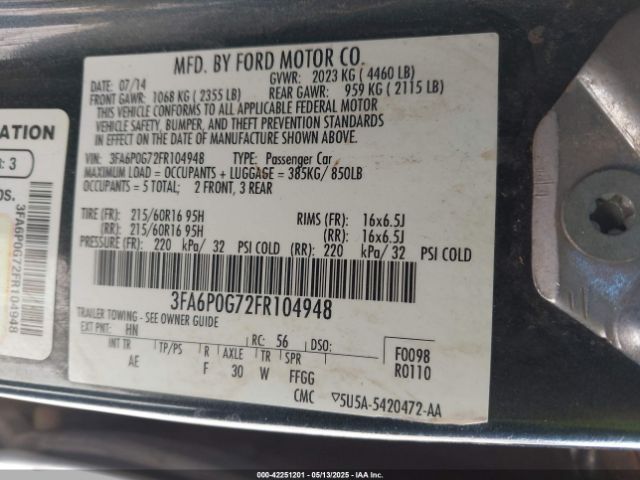 MFD. BY FORD MOTOR CO.
DATE: 07/14 GVWR: 2023 KG ( 4460 LB)
FRONT GAWR: 1068 KG ( 2355 LB) REAR GAWR: 959 KG ( 2115 LB)
THIS VEHICLE CONFORMS TO ALL APPLICABLE FEDERAL MOTOR
VEHICLE SAFETY, BUMPER, AND THEFT PREVENTION STANDARDS
IN EFFECT ON THE DATE OF MANUFACTURE SHOWN ABOVE.
VIN: 3FA6P0G72FR104948 TYPE: Passenger Car
MAXIMUM LOAD = OCCUPANTS + LUGGAGE = 385KG/ 850LB
OCCUPANTS = 5 TOTAL; 2 FRONT, 3 REAR
TIRE (FR): 215/60R16 95H RIMS (FR): 16x6.5J
(RR): 215/60R16 95H (RR): 16x6.5J
PRESSURE (FR): 220 kPa/ 32 PSI COLD (RR): 220 kPa/ 32 PSI COLD
3FA6P0G72FR104948
TRAILER TOWING - SEE OWNER GUIDE
EXT PNT: HN RC: 56 DSO: F0098
INT TR TP/PS R AXLE TR SPR R0110
AE F 30 W FFGG
CMC ▽5U5A-5420472-AA
ATION
: 3
os.
3FA6P0G72FR104948
000-42251201 - 05/13/2025 - IAAI.COM